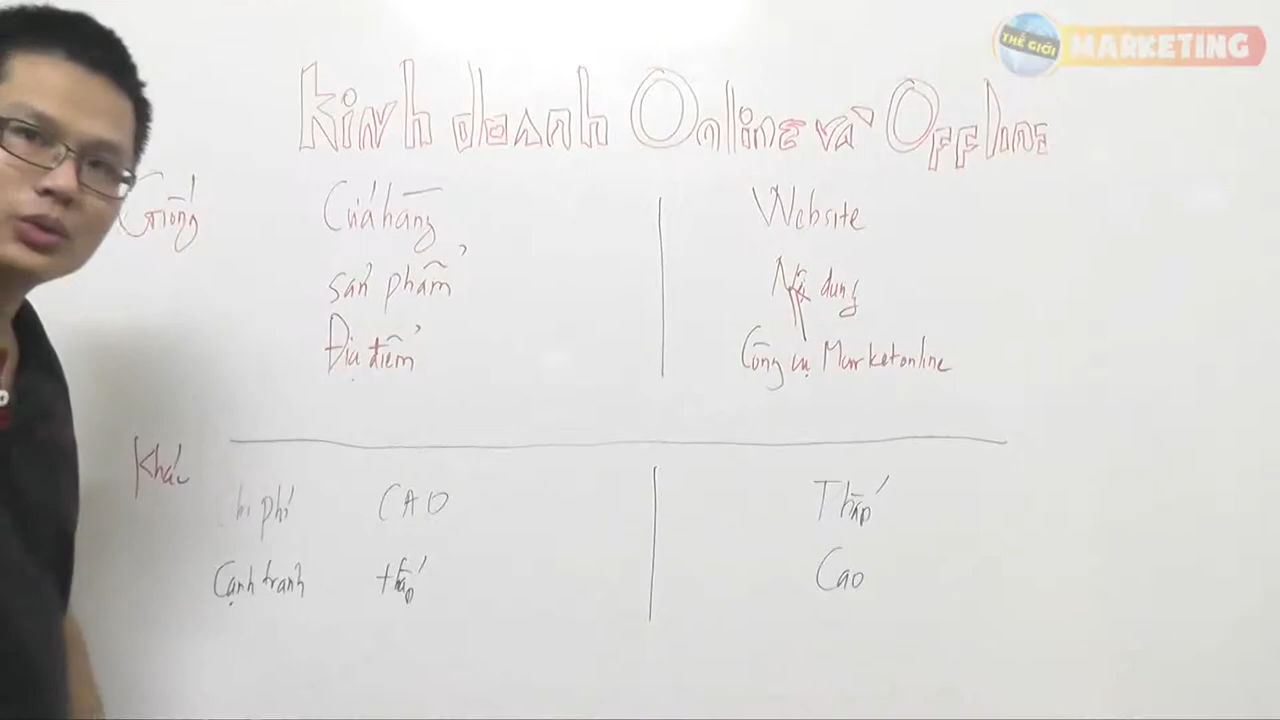 THẾ GIỚI MARKETING
Kinh doanh Online và Offline
Giống Cửa hàng Website
sản phẩm Nội dung
Địa điểm Công cụ Marketonline
Khác
hi phí CAO Thấp
Cạnh tranh thấp Cao